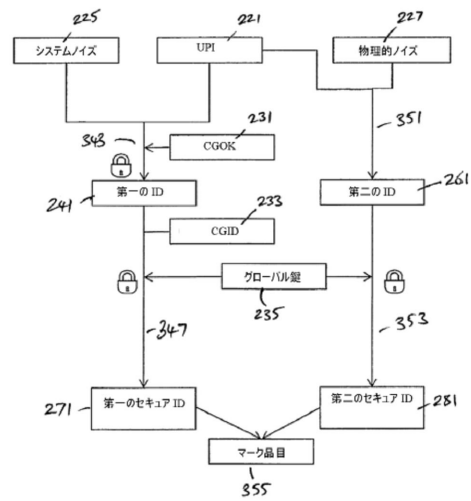 225
221
227
システムノイズ
UPI
物理的ノイズ
343
231
351
CGOK
第一の ID
第二の ID
241
261
233
CGID
グローバル鍵
235
347
353
271
第一のセキュア ID
第二のセキュア ID
281
マーク品目
355